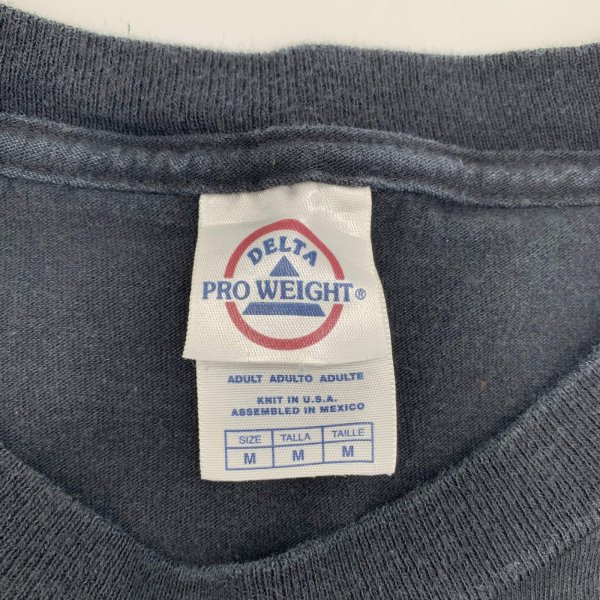 DELTA
PRO WEIGHT®
ADULT ADULTO ADULTE
KNIT IN U.S.A.
ASSEMBLED IN MEXICO
SIZE TALLA TAILLE
M M M